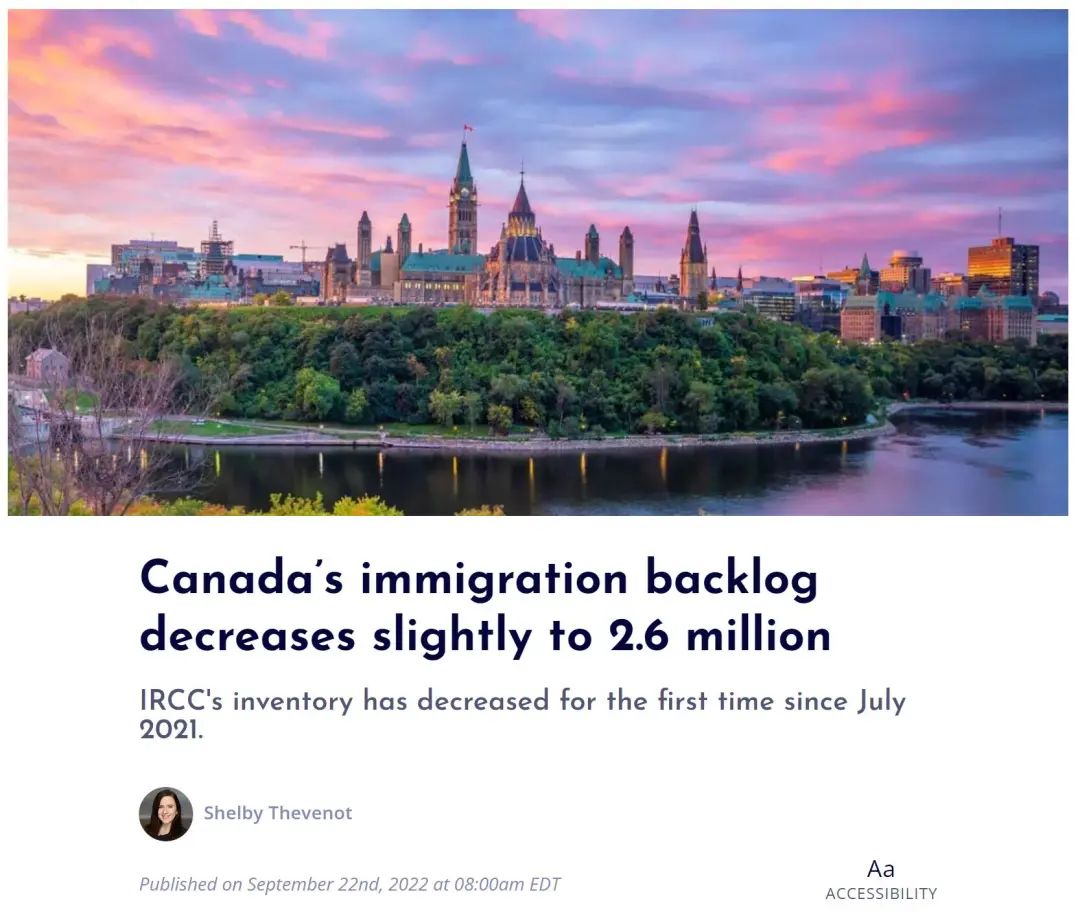 Canada’s immigration backlog
decreases slightly to 2.6 million
IRCC's inventory has decreased for the first time since July
2021.
Shelby Thevenot
Published on September 22nd, 2022 at 08:00am EDT
Aa
ACCESSIBILITY